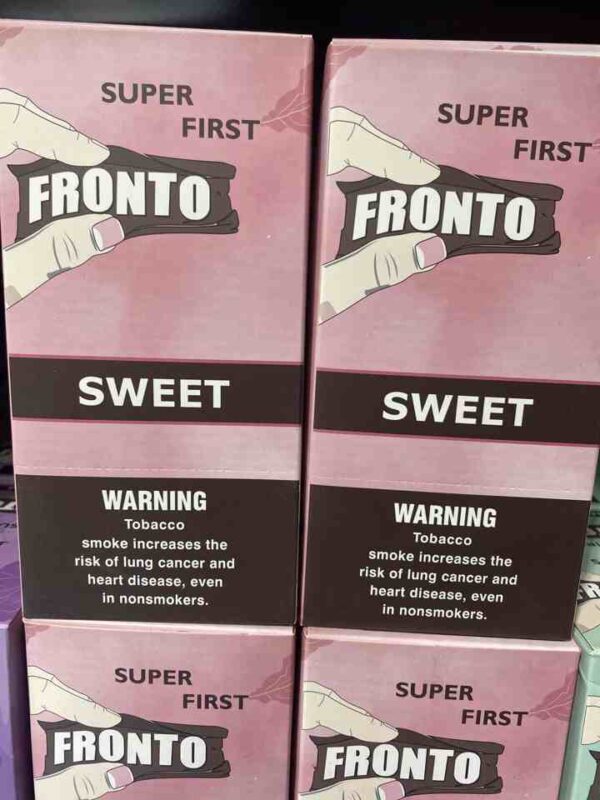 SUPER
FIRST
FRONTO
SWEET
WARNING
Tobacco
smoke increases the
risk of lung cancer and
heart disease, even
in nonsmokers.
SUPER
FIRST
FRONTO
SWEET
WARNING
Tobacco
smoke increases the
risk of lung cancer and
heart disease, even
in nonsmokers.
SUPER
FIRST
FRONTO
SUPER
FIRST
FRONTO